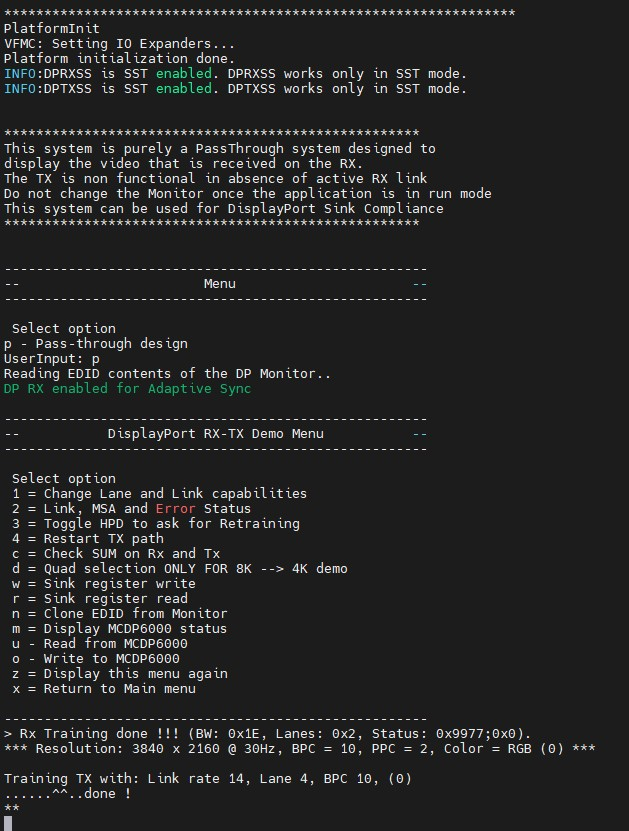 ****************************************************************
PlatformInit
VFMC: Setting IO Expanders...
Platform initialization done.
INFO:DPRXSS is SST enabled. DPRXSS works only in SST mode.
INFO:DPTXSS is SST enabled. DPTXSS works only in SST mode.
****************************************************
This system is purely a PassThrough system designed to
display the video that is received on the RX.
The TX is non functional in absence of active RX link
Do not change the Monitor once the application is in run mode
This system can be used for DisplayPort Sink Compliance
****************************************************
-----------------------------------------------------
-- Menu --
-----------------------------------------------------
Select option
p - Pass-through design
UserInput: p
Reading EDID contents of the DP Monitor..
DP RX enabled for Adaptive Sync
-----------------------------------------------------
-- DisplayPort RX-TX Demo Menu --
-----------------------------------------------------
Select option
1 = Change Lane and Link capabilities
2 = Link, MSA and Error Status
3 = Toggle HPD to ask for Retraining
4 = Restart TX path
c = Check SUM on Rx and Tx
d = Quad selection ONLY FOR 8K --> 4K demo
w = Sink register write
r = Sink register read
n = Clone EDID from Monitor
m = Display MCDP6000 status
u - Read from MCDP6000
o - Write to MCDP6000
z = Display this menu again
x = Return to Main menu
-----------------------------------------------------
> Rx Training done !!! (BW: 0x1E, Lanes: 0x2, Status: 0x9977;0x0).
*** Resolution: 3840 x 2160 @ 30Hz, BPC = 10, PPC = 2, Color = RGB (0) ***
Training TX with: Link rate 14, Lane 4, BPC 10, (0)
......^^..done !
**